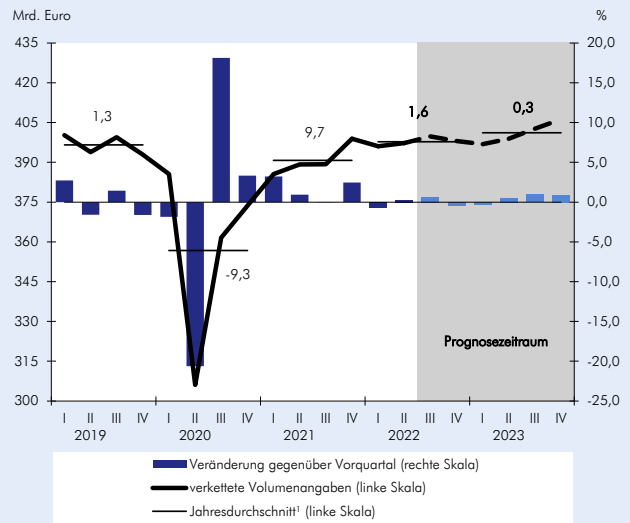 Mrd. Euro %
435 20,0
420 15,0
405 10,0
390 5,0
375 0,0
360 -5,0
345 -10,0
330 -15,0
315 -20,0
300 -25,0
1,3
-9,3
9,7
1,6
0,3
Prognosezeitraum
I II III IV I II III IV I II III IV I II III IV I II III IV
2019 2020 2021 2022 2023
Veränderung gegenüber Vorquartal (rechte Skala)
verkettete Volumenangaben (linke Skala)
Jahresdurchschnitt¹ (linke Skala)